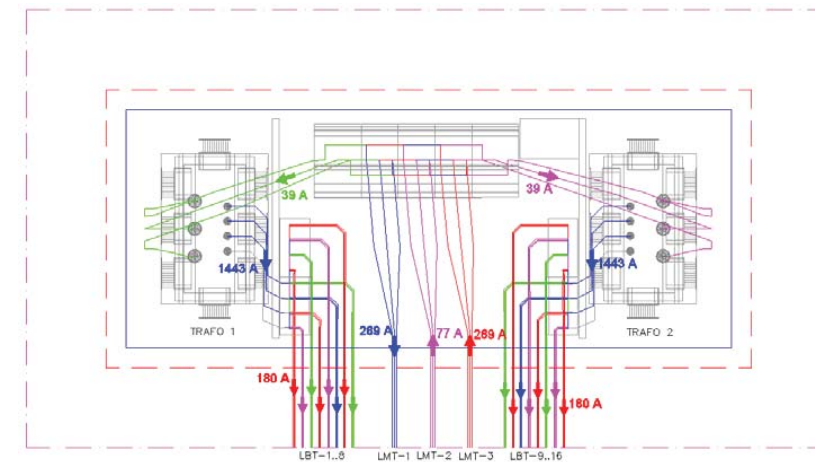 39 A
39 A
1443 A
1443 A
TRAFO 1
TRAFO 2
269 A
77 A
269 A
180 A
180 A
LBT-1..8
LMT-1
LMT-2
LMT-3
LBT-9..16